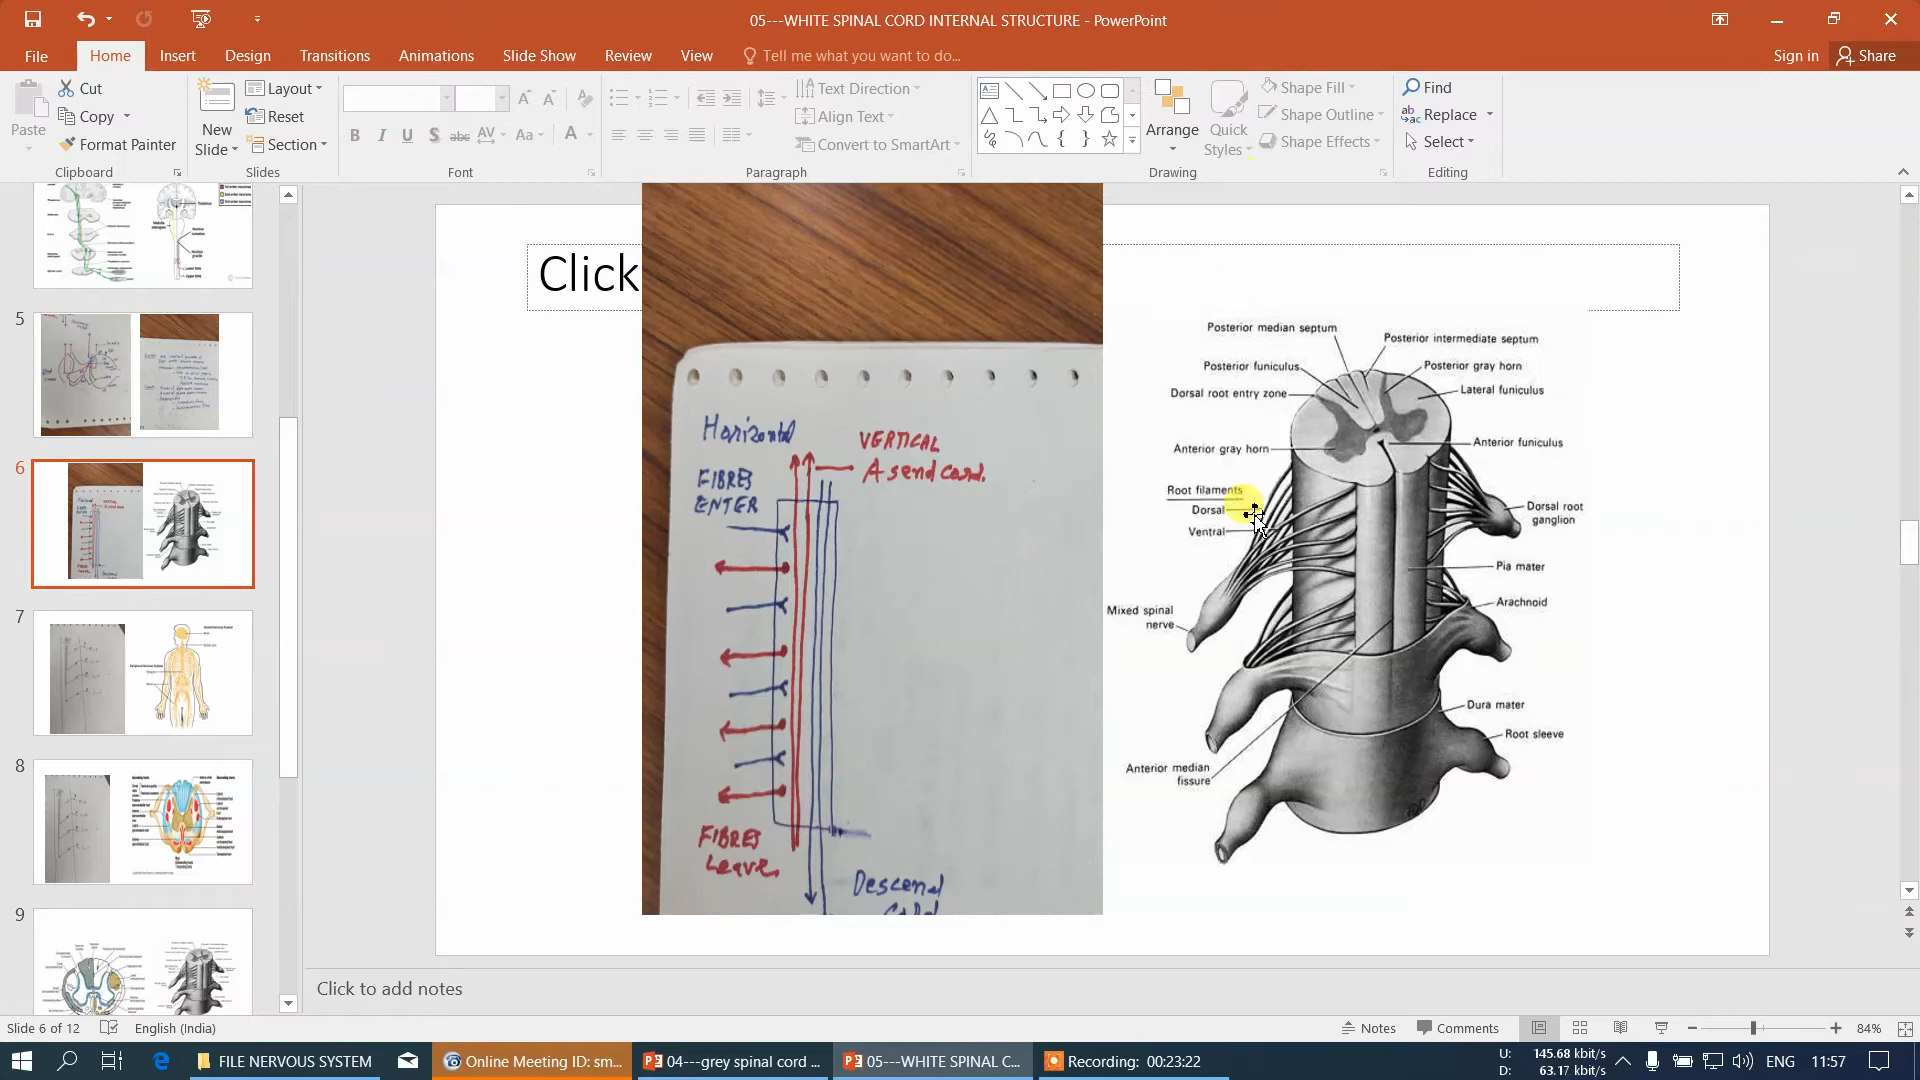 05---WHITE SPINAL CORD INTERNAL STRUCTURE - PowerPoint
File
Home
Insert
Design
Transitions
Animations
Slide Show
Review
View
Tell me what you want to do...
Sign in
Share
Paste
Cut
Copy
Format Painter
Clipboard
New
Slide
Layout
Reset
Section
Slides
B I U S abc AV Aa A
Font
Text Direction
Align Text
Convert to SmartArt
Paragraph
Arrange
Quick
Styles
Shape Fill
Shape Outline
Shape Effects
Drawing
Find
Replace
Select
Editing
5
6
7
8
9
Click
Horizontal
FIBRES
ENTER
VERTICAL
Asend cord.
FIBRES
Leave
Descend
Posterior median septum
Posterior intermediate septum
Posterior funiculus
Posterior gray horn
Dorsal root entry zone
Lateral funiculus
Anterior gray horn
Anterior funiculus
Root filaments
Dorsal
Ventral
Dorsal root
ganglion
Pia mater
Mixed spinal
nerve
Arachnoid
Dura mater
Root sleeve
Anterior median
fissure
Click to add notes
Slide 6 of 12
English (India)
Notes
Comments
84%
FILE NERVOUS SYSTEM
Online Meeting ID: sm...
04---grey spinal cord ...
05---WHITE SPINAL C...
Recording: 00:23:22
U: 145.68 kbit/s
D: 63.17 kbit/s
ENG
11:57